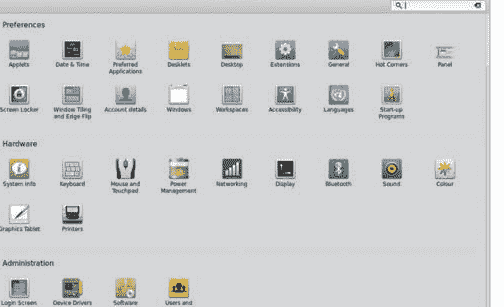 Preferences
Applets
Date & Time
Preferred
Applications
Desklets
Desktop
Extensions
General
Hot Corners
Panel
Screen Locker
Window Tiling
and Edge Flip
Account details
Windows
Workspaces
Accessibility
Languages
Start-up
Programs
Hardware
System Info
Keyboard
Mouse and
Touchpad
Power
Management
Networking
Display
Bluetooth
Sound
Colour
Graphics Tablet
Printers
Administration
Login Screen
Device Drivers
Software
Users and